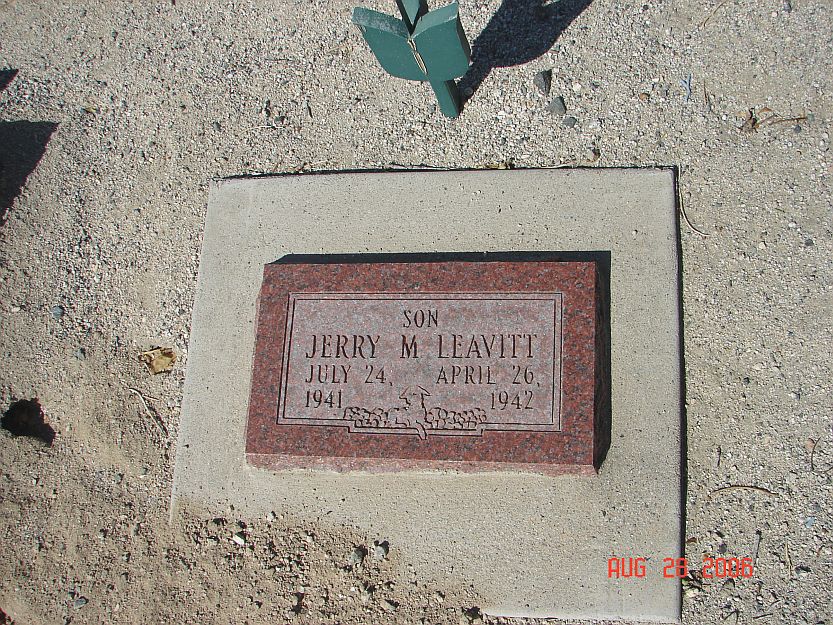 SON
JERRY M LEAVITT
JULY 24, APRIL 26,
1941 1942
AUG 28 2006